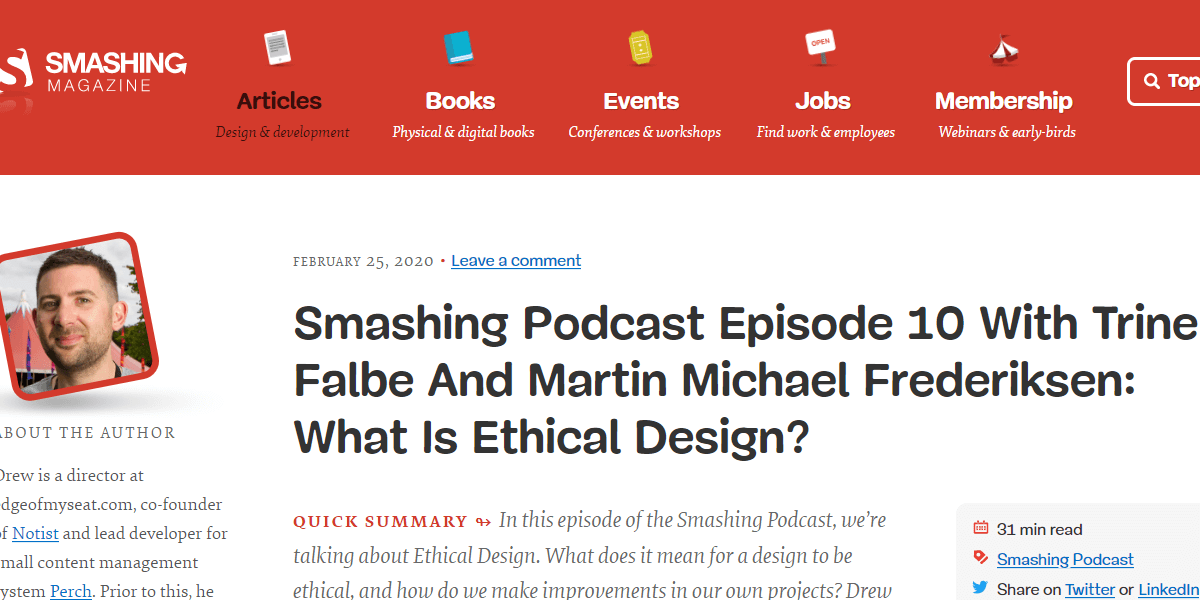 SMASHING
MAGAZINE
Articles
Design & development
Books
Physical & digital books
Events
Conferences & workshops
OPEN
Jobs
Find work & employees
Membership
Webinars & early-birds
Top
FEBRUARY 25, 2020 • Leave a comment
Smashing Podcast Episode 10 With Trine
Falbe And Martin Michael Frederiksen:
What Is Ethical Design?
QUICK SUMMARY ↬ In this episode of the Smashing Podcast, we’re
talking about Ethical Design. What does it mean for a design to be
ethical, and how do we make improvements in our own projects? Drew
31 min read
Smashing Podcast
Share on Twitter or LinkedIn
ABOUT THE AUTHOR
Drew is a director at
edgeofmyseat.com, co-founder
of Notist and lead developer for
small content management
system Perch. Prior to this, he